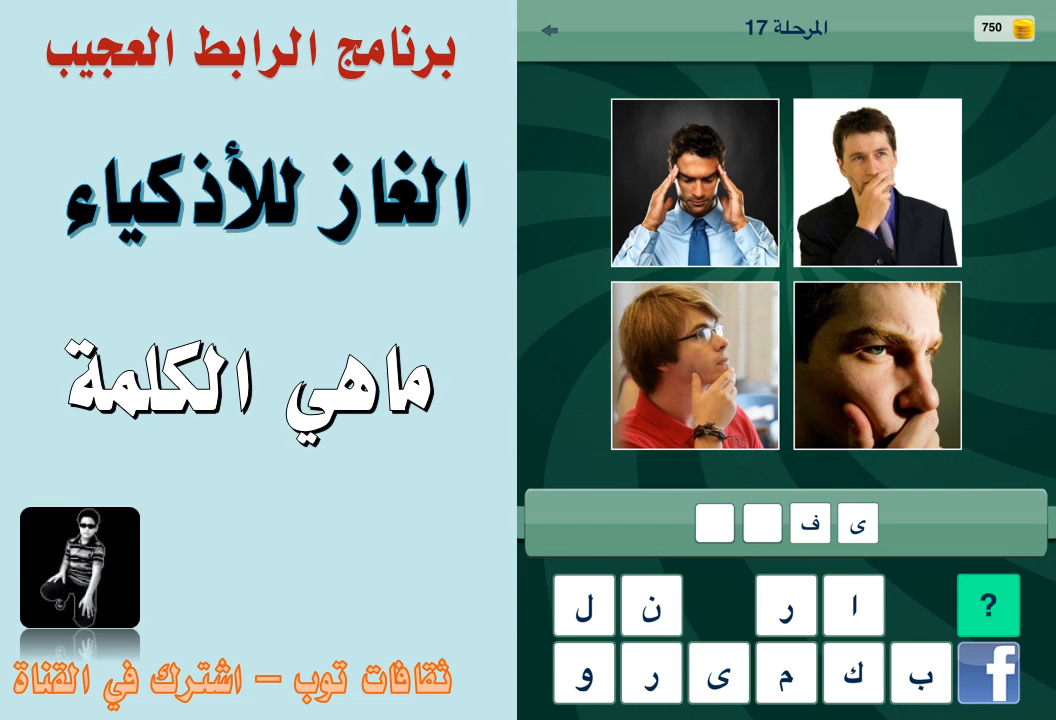 برنامج الرابط العجيب
الغاز للأذكياء
ماهي الكلمة
ثقافات توب – اشترك في القناة
المرحلة 17
750
ى ف
ا ر ن ل
?
ب ك م ى ر و
f